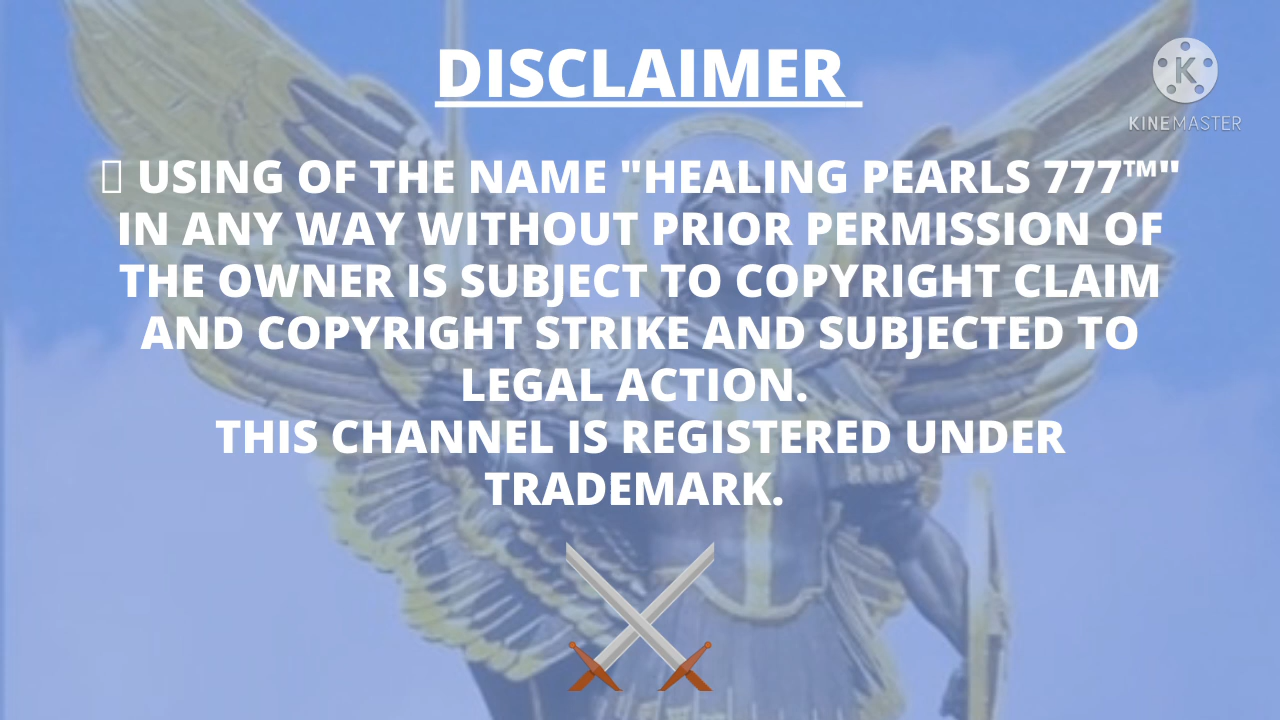 DISCLAIMER
KINEMASTER
USING OF THE NAME "HEALING PEARLS 777™"
IN ANY WAY WITHOUT PRIOR PERMISSION OF
THE OWNER IS SUBJECT TO COPYRIGHT CLAIM
AND COPYRIGHT STRIKE AND SUBJECTED TO
LEGAL ACTION.
THIS CHANNEL IS REGISTERED UNDER
TRADEMARK.